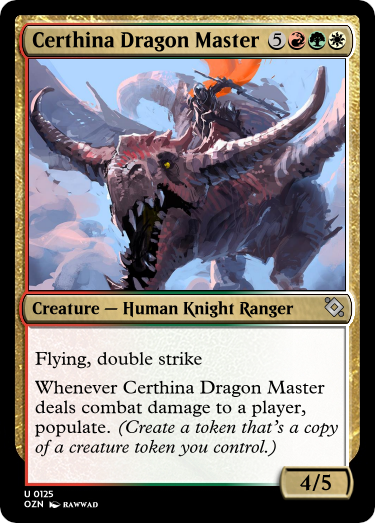 Certhina Dragon Master 5
Creature — Human Knight Ranger
Flying, double strike
Whenever Certhina Dragon Master
deals combat damage to a player,
populate. (Create a token that's a copy
of a creature token you control.)
4/5
U 0125
OZN RAWWAD